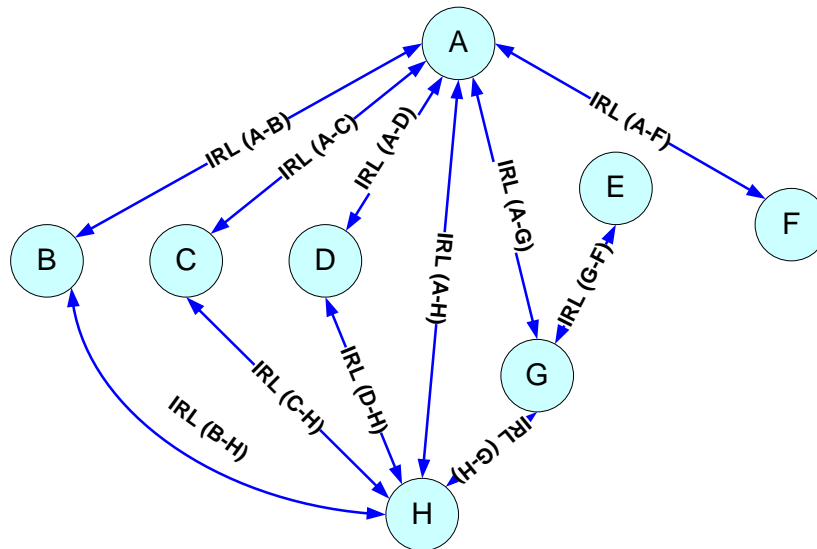 A
IRL (A-B)
IRL (A-C)
IRL (A-D)
IRL (A-F)
IRL (A-G)
IRL (A-H)
E
F
B
C
D
IRL (G-F)
G
IRL (B-H)
IRL (C-H)
IRL (D-H)
IRL (G-H)
H